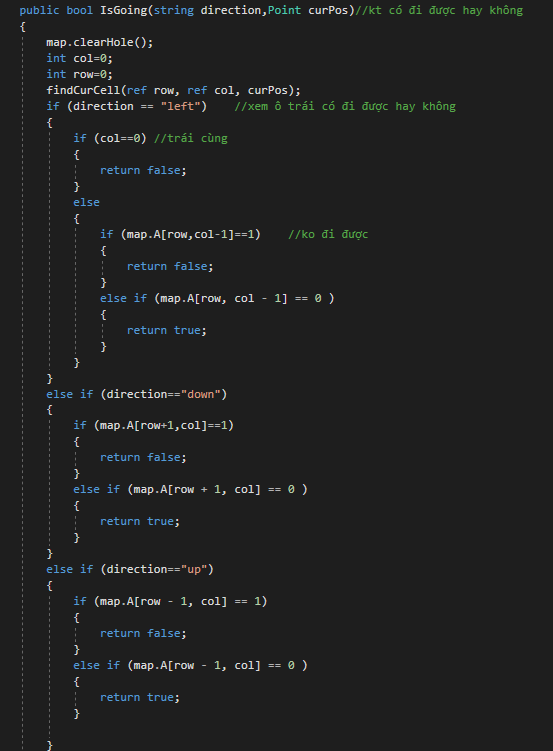 public bool IsGoing(string direction,Point curPos)//kt có đi được hay không
{
map.clearHole();
int col=0;
int row=0;
findCurCell(ref row, ref col, curPos);
if (direction == "left") //xem ô trái có đi được hay không
{
if (col==0) //trái cùng
{
return false;
}
else
{
if (map.A[row,col-1]==1) //ko đi được
{
return false;
}
else if (map.A[row, col - 1] == 0 )
{
return true;
}
}
}
else if (direction=="down")
{
if (map.A[row+1,col]==1)
{
return false;
}
else if (map.A[row + 1, col] == 0 )
{
return true;
}
}
else if (direction=="up")
{
if (map.A[row - 1, col] == 1)
{
return false;
}
else if (map.A[row - 1, col] == 0 )
{
return true;
}
}